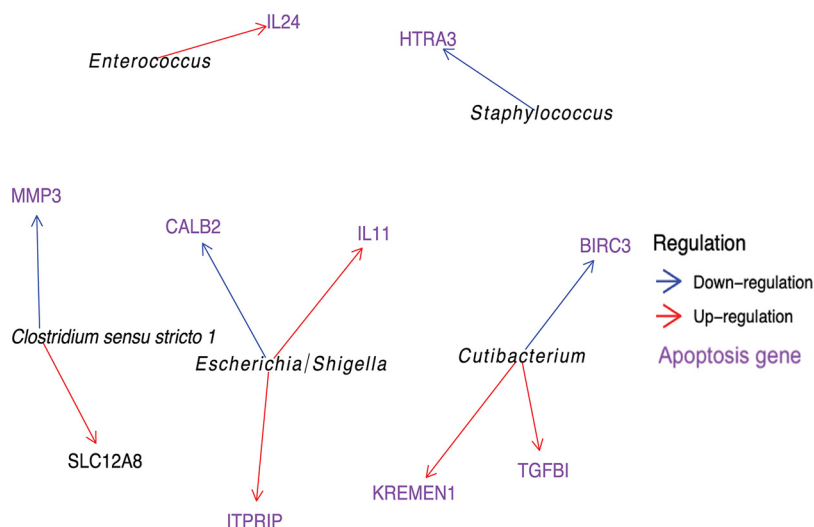 IL24
Enterococcus
HTRA3
Staphylococcus
MMP3
CALB2
IL11
BIRC3
Regulation
Down-regulation
Up-regulation
Apoptosis gene
Clostridium sensu stricto 1
Escherichia/Shigella
Cutibacterium
SLC12A8
KREMEN1
TGFBI
ITPRIP